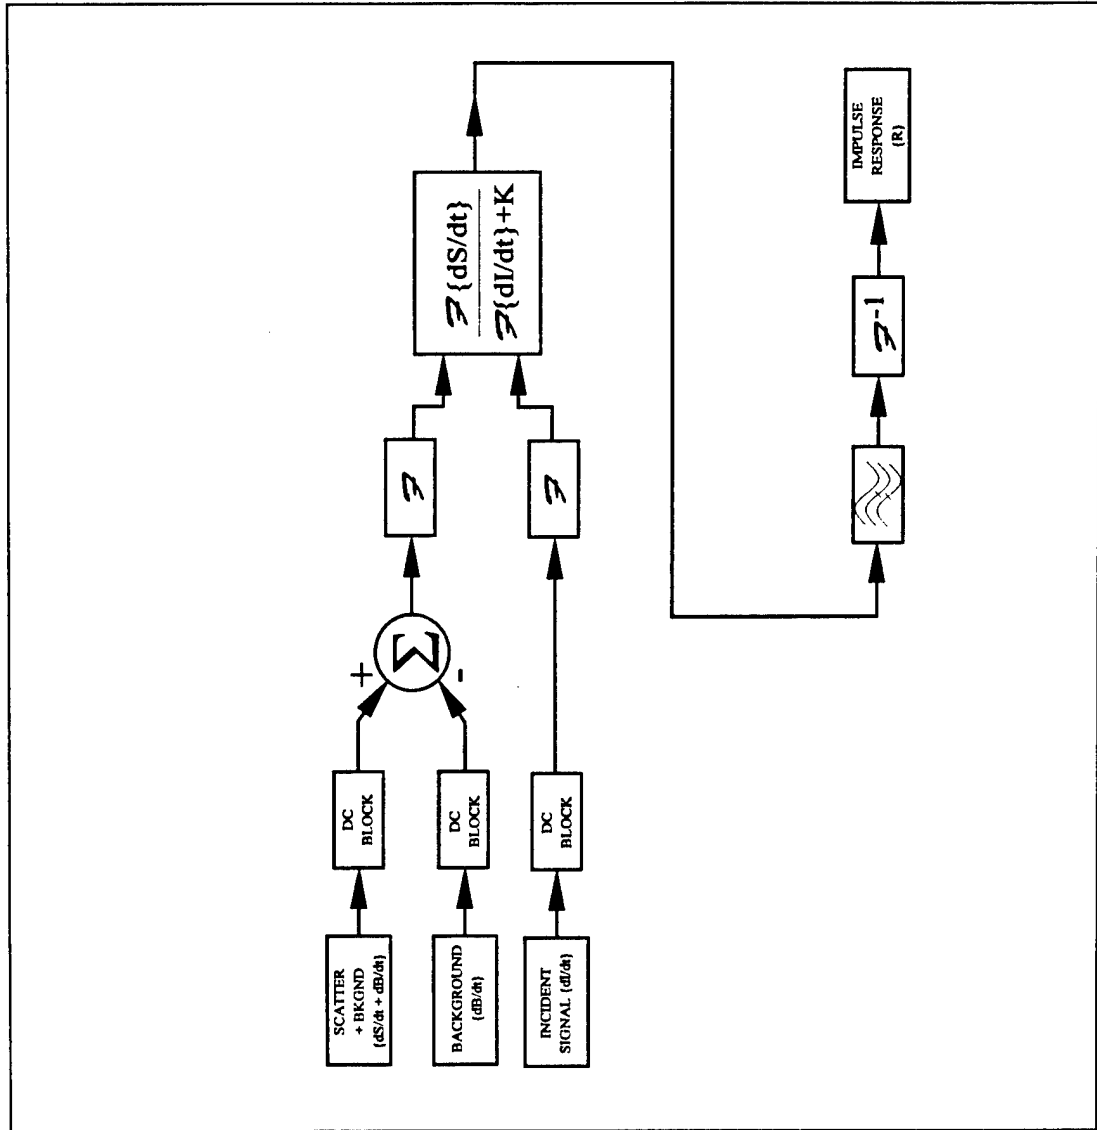 SCATTER
+ BKGND
{dS/dt + dB/dt}
DC
BLOCK
+
BACKGROUND
{dB/dt}
DC
BLOCK
-
Σ
ℱ
INCIDENT
SIGNAL {dI/dt}
DC
BLOCK
ℱ
ℱ{dS/dt}
ℱ{dI/dt}+K
ℱ-1
IMPULSE
RESPONSE
{R}